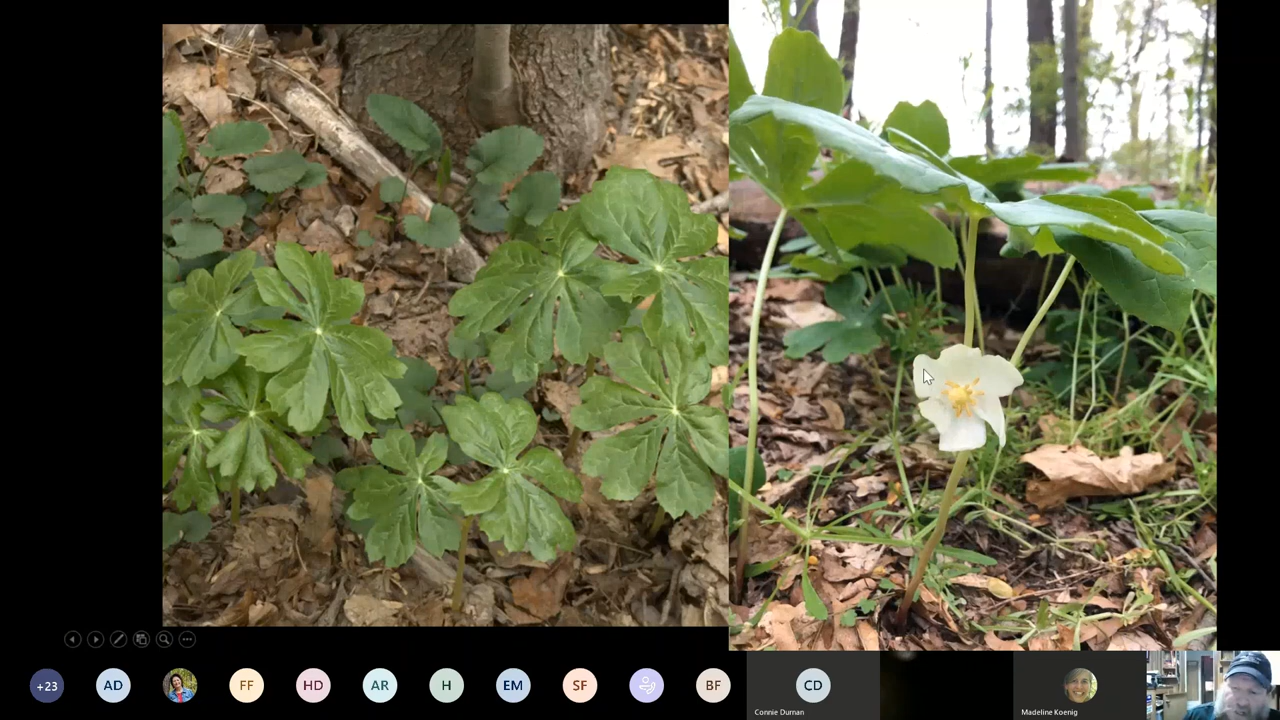 +23
AD
FF
HD
AR
H
EM
SF
BF
CD
Connie Durnan
Madeline Koenig